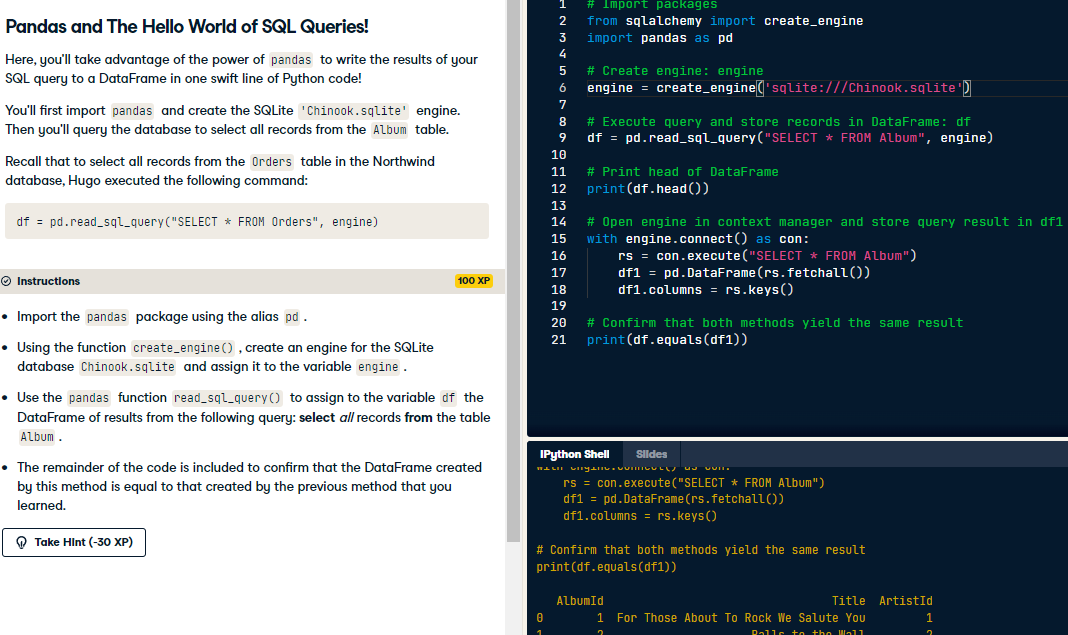 Pandas and The Hello World of SQL Queries!
Here, you'll take advantage of the power of pandas to write the results of your
SQL query to a DataFrame in one swift line of Python code!
You'll first import pandas and create the SQLite 'Chinook.sqlite' engine.
Then you'll query the database to select all records from the Album table.
Recall that to select all records from the Orders table in the Northwind
database, Hugo executed the following command:
df = pd.read_sql_query("SELECT * FROM Orders", engine)
Instructions
100 XP
• Import the pandas package using the alias pd .
• Using the function create_engine() , create an engine for the SQLite
database Chinook.sqlite and assign it to the variable engine .
• Use the pandas function read_sql_query() to assign to the variable df the
DataFrame of results from the following query: select all records from the table
Album .
• The remainder of the code is included to confirm that the DataFrame created
by this method is equal to that created by the previous method that you
learned.
Take Hint (-30 XP)
1 # Import packages
2 from sqlalchemy import create_engine
3 import pandas as pd
4
5 # Create engine: engine
6 engine = create_engine('sqlite:///Chinook.sqlite')
7
8 # Execute query and store records in DataFrame: df
9 df = pd.read_sql_query("SELECT * FROM Album", engine)
10
11 # Print head of DataFrame
12 print(df.head())
13
14 # Open engine in context manager and store query result in df1
15 with engine.connect() as con:
16 rs = con.execute("SELECT * FROM Album")
17 df1 = pd.DataFrame(rs.fetchall())
18 df1.columns = rs.keys()
19
20 # Confirm that both methods yield the same result
21 print(df.equals(df1))
IPython Shell
Slides
with engine.connect() as con:
rs = con.execute("SELECT * FROM Album")
df1 = pd.DataFrame(rs.fetchall())
df1.columns = rs.keys()
# Confirm that both methods yield the same result
print(df.equals(df1))
AlbumId Title ArtistId
0 1 For Those About To Rock We Salute You 1
1 2 Balls to the Wall 2